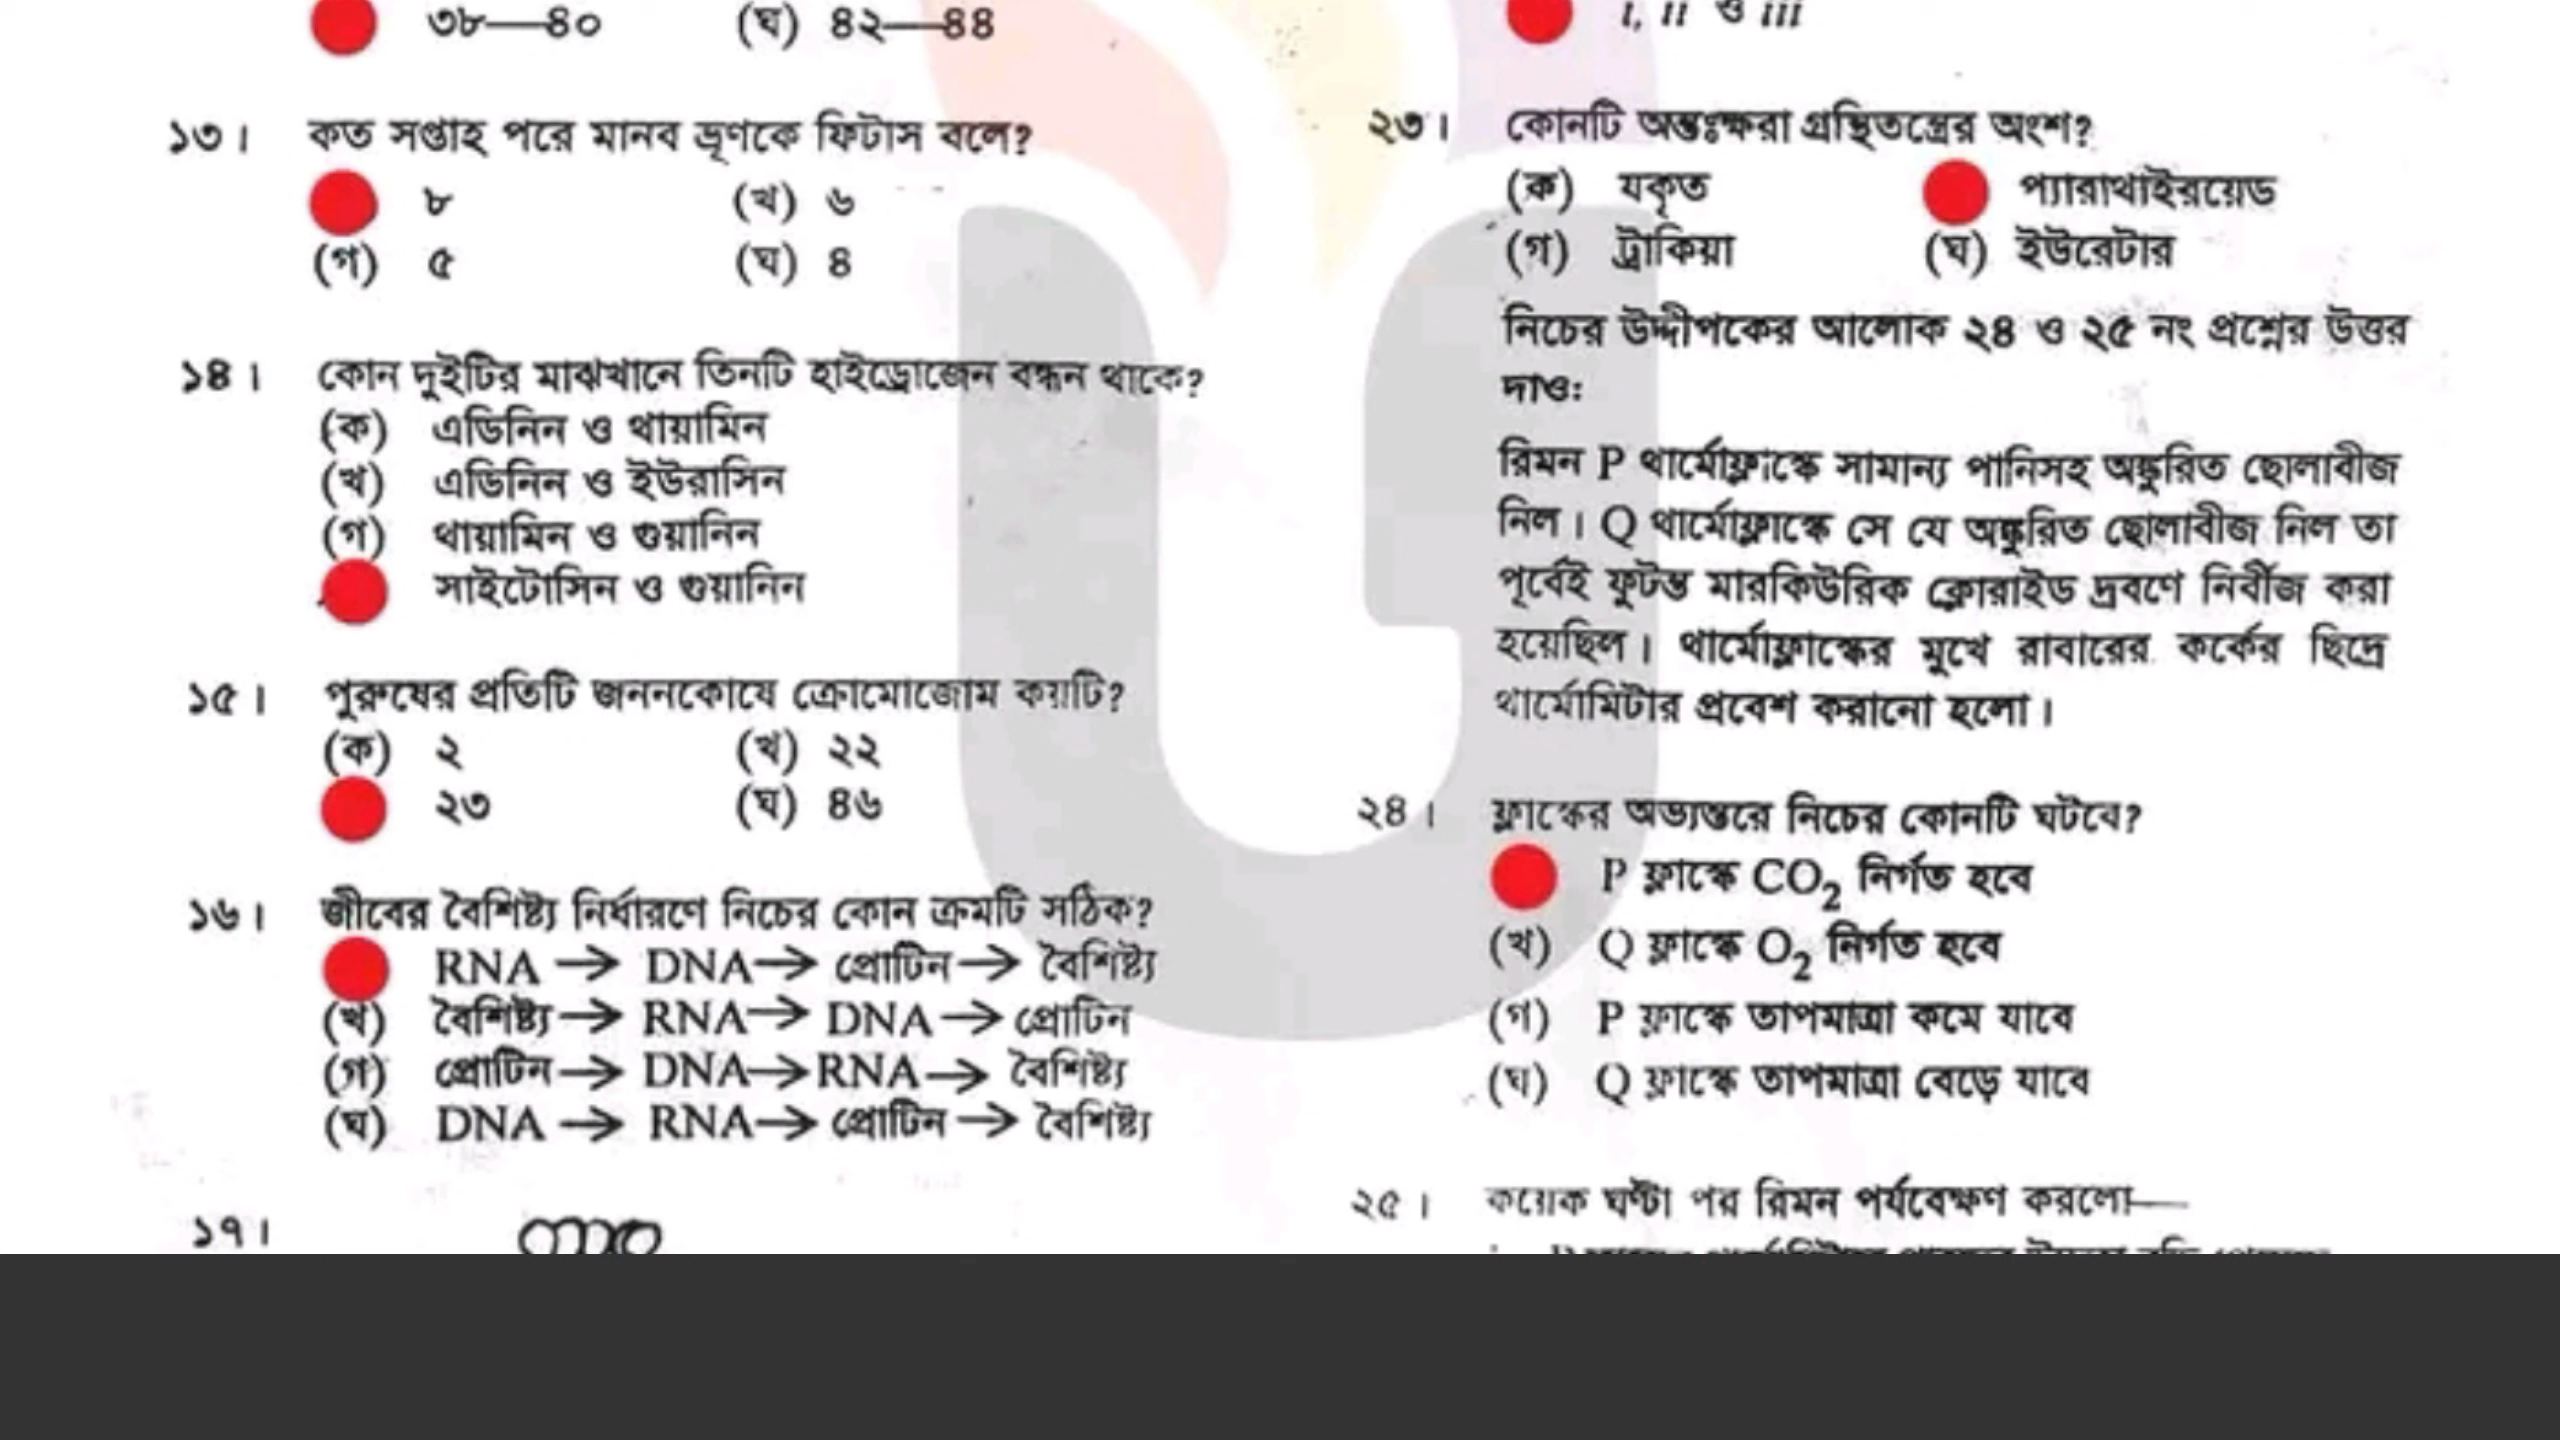 ৩৮—৪০ (ঘ) ৪২—৪৪
১৩। কত সপ্তাহ পরে মানব ভ্রূণকে ফিটাস বলে?
৮ (খ) ৬
(গ) ৫ (ঘ) ৪
১৪। কোন দুইটির মাঝখানে তিনটি হাইড্রোজেন বন্ধন থাকে?
(ক) এডিনিন ও থায়ামিন
(খ) এডিনিন ও ইউরাসিন
(গ) থায়ামিন ও গুয়ানিন
সাইটোসিন ও গুয়ানিন
১৫। পুরুষের প্রতিটি জননকোষে ক্রোমোজোম কয়টি?
(ক) ২ (খ) ২২
২৩ (ঘ) ৪৬
১৬। জীবের বৈশিষ্ট্য নির্ধারণে নিচের কোন ক্রমটি সঠিক?
RNA → DNA→ প্রোটিন→ বৈশিষ্ট্য
(খ) বৈশিষ্ট্য→ RNA→ DNA→ প্রোটিন
(গ) প্রোটিন→ DNA→RNA→ বৈশিষ্ট্য
(ঘ) DNA→ RNA→ প্রোটিন→ বৈশিষ্ট্য
১৭।
i, ii ও iii
২৩। কোনটি অন্তঃক্ষরা গ্রন্থিতন্ত্রের অংশ?
(ক) যকৃত প্যারাথাইরয়েড
(গ) ট্রাকিয়া (ঘ) ইউরেটার
নিচের উদ্দীপকের আলোক ২৪ ও ২৫ নং প্রশ্নের উত্তর
দাওঃ
রিমন P থার্মোফ্লাস্কে সামান্য পানিসহ অঙ্কুরিত ছোলাবীজ
নিল। Q থার্মোফ্লাস্কে সে যে অঙ্কুরিত ছোলাবীজ নিল তা
পূর্বেই ফুটন্ত মারকিউরিক ক্লোরাইড দ্রবণে নির্বীজ করা
হয়েছিল। থার্মোফ্লাস্কের মুখে রাবারের কর্কের ছিদ্রে
থার্মোমিটার প্রবেশ করানো হলো।
২৪। ফ্লাস্কের অভ্যন্তরে নিচের কোনটি ঘটবে?
P ফ্লাস্কে CO₂ নির্গত হবে
(খ) Q ফ্লাস্কে O₂ নির্গত হবে
(গ) P ফ্লাস্কে তাপমাত্রা কমে যাবে
(ঘ) Q ফ্লাস্কে তাপমাত্রা বেড়ে যাবে
২৫। কয়েক ঘণ্টা পর রিমন পর্যবেক্ষণ করলো—